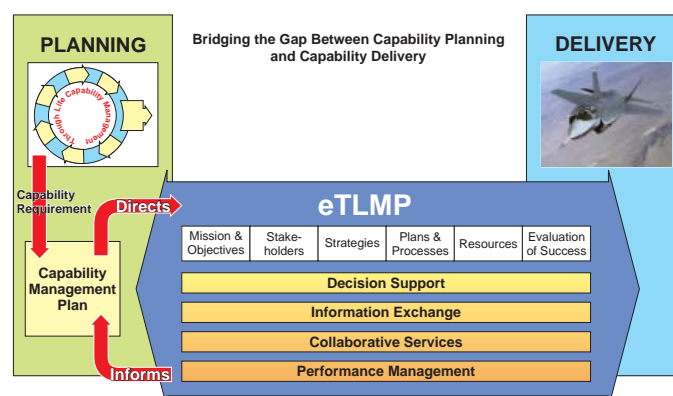 PLANNING
Bridging the Gap Between Capability Planning
and Capability Delivery
DELIVERY
Through Life Capability Management
Capability
Requirement
Directs
eTLMP
Mission &
Objectives
Stake-
holders
Strategies
Plans &
Processes
Resources
Evaluation
of Success
Capability
Management
Plan
Decision Support
Information Exchange
Collaborative Services
Performance Management
Informs